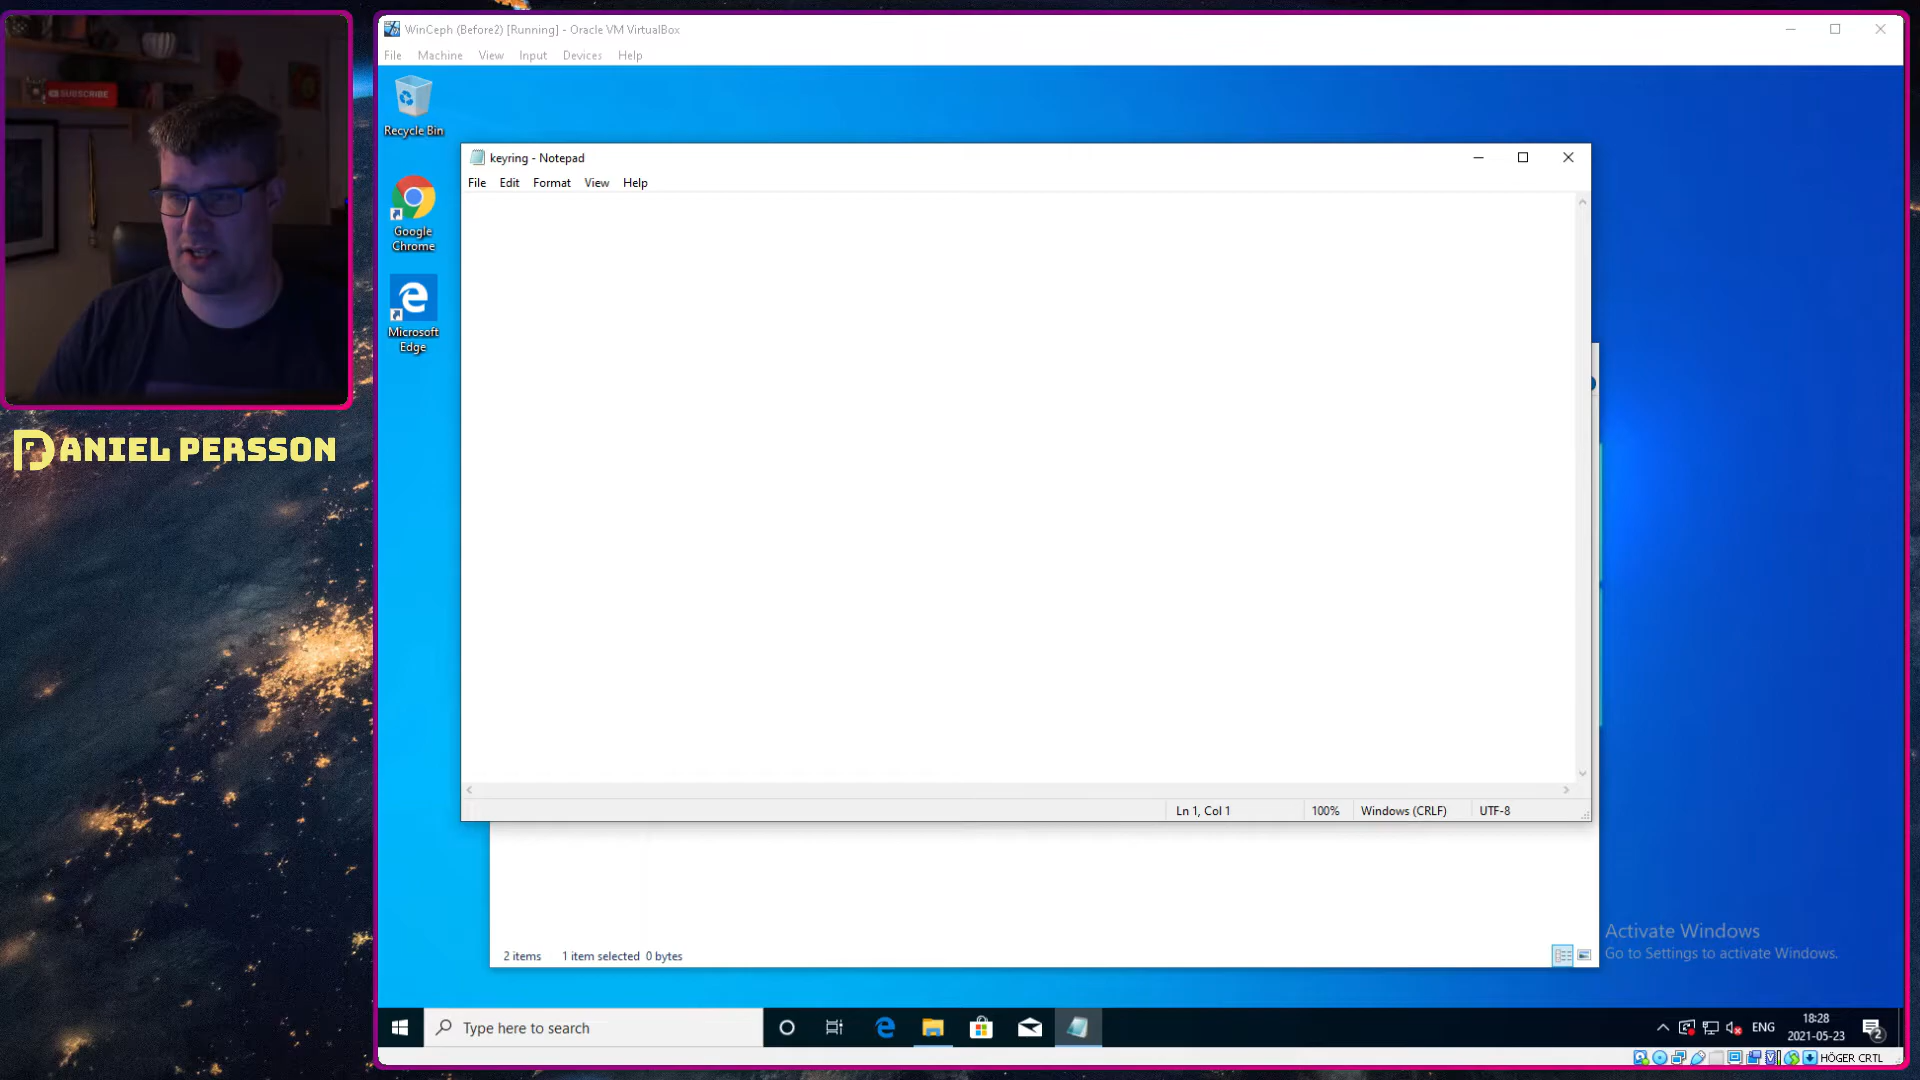 WinCeph (Before2) [Running] - Oracle VM VirtualBox
File Machine View Input Devices Help
SUBSCRIBE
Recycle Bin
keyring - Notepad
File Edit Format View Help
Google
Chrome
Microsoft
Edge
DANIEL PERSSON
Ln 1, Col 1
100%
Windows (CRLF)
UTF-8
Activate Windows
Go to Settings to activate Windows.
2 items 1 item selected 0 bytes
Type here to search
ENG
18:28
2021-05-23
2
HÖGER CRTL